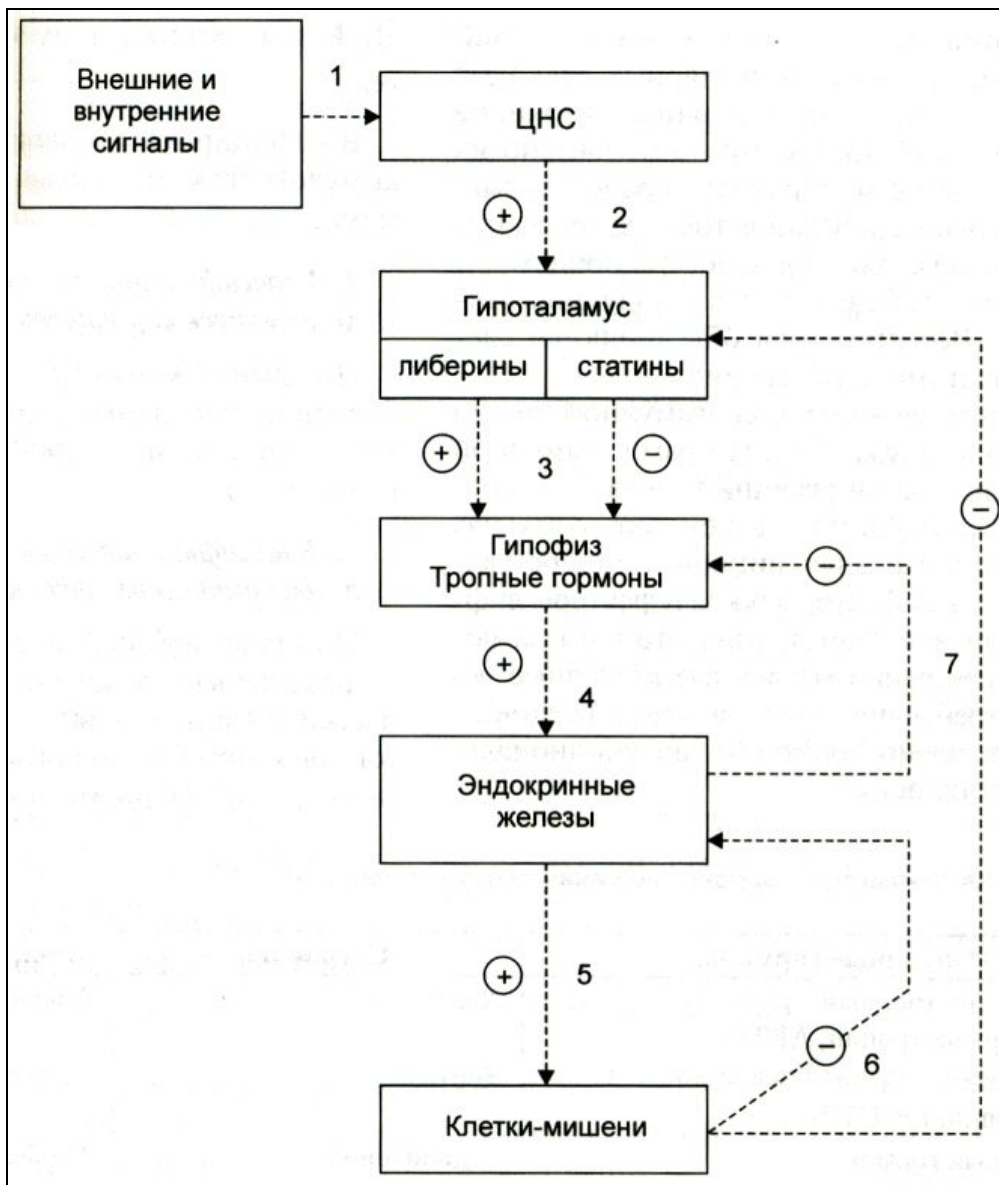 Внешние и
внутренние
сигналы
1
ЦНС
+
2
Гипоталамус
либерины
статины
+
3
−
−
Гипофиз
Тропные гормоны
−
+
4
7
Эндокринные
железы
+
5
−
6
Клетки-мишени